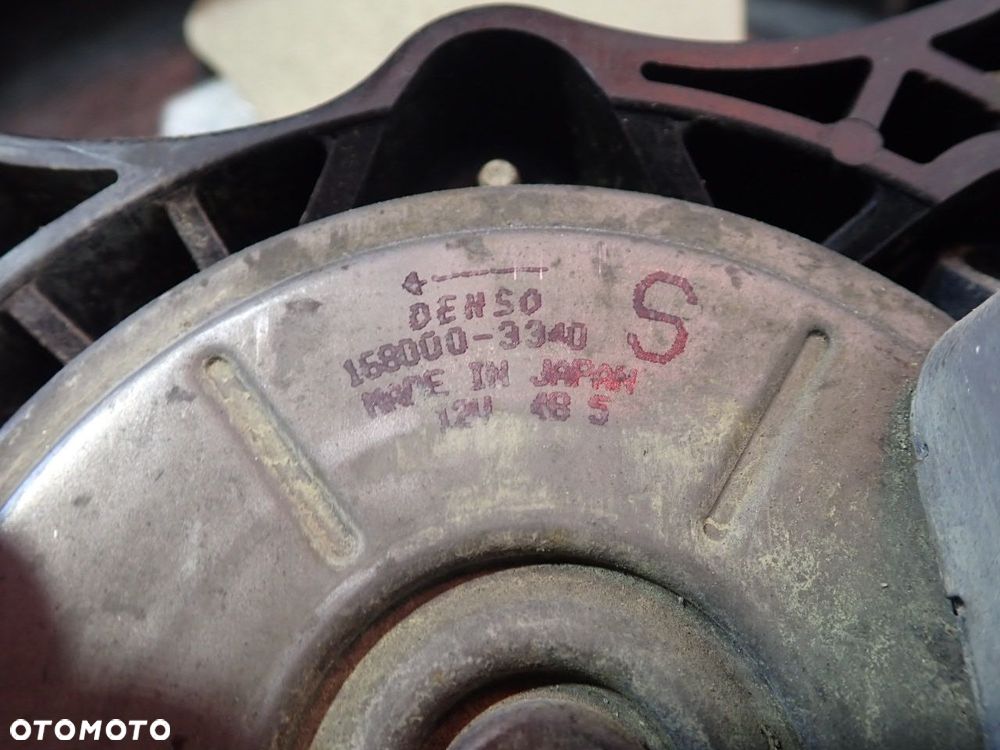 DENSO
S
168000-3340
MADE IN JAPAN
12V 48 S
OTOMOTO